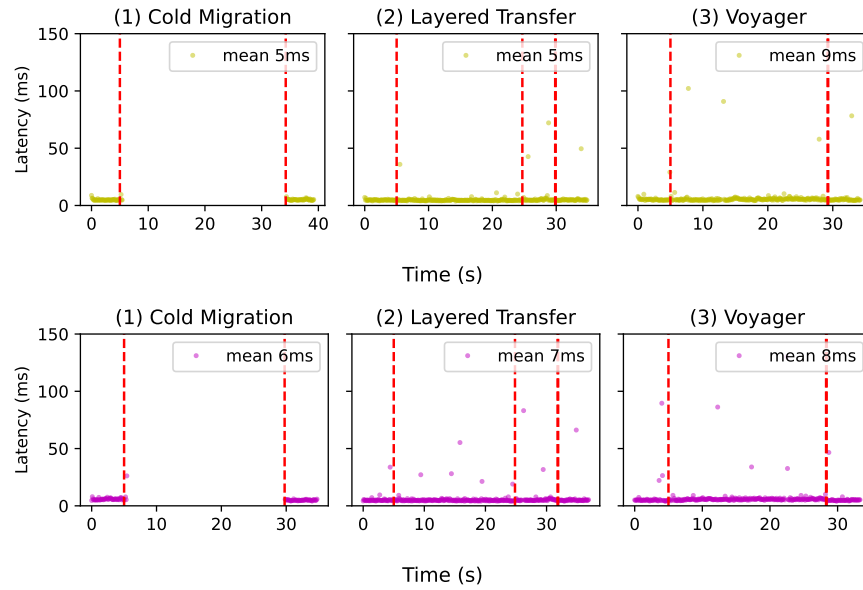 (1) Cold Migration (2) Layered Transfer (3) Voyager
150
100
50
0
Latency (ms)
mean 5ms mean 5ms mean 9ms
0 10 20 30 40 0 10 20 30 0 10 20 30
Time (s)
(1) Cold Migration (2) Layered Transfer (3) Voyager
150
100
50
0
Latency (ms)
mean 6ms mean 7ms mean 8ms
0 10 20 30 0 10 20 30 0 10 20 30
Time (s)